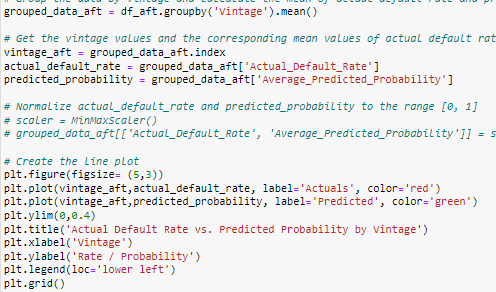 # Group the data by 'Vintage' and calculate the mean of actual default rate and pr
grouped_data_aft = df_aft.groupby('Vintage').mean()
# Get the vintage values and the corresponding mean values of actual default rat
vintage_aft = grouped_data_aft.index
actual_default_rate = grouped_data_aft['Actual_Default_Rate']
predicted_probability = grouped_data_aft['Average_Predicted_Probability']
# Normalize actual_default_rate and predicted_probability to the range [0, 1]
# scaler = MinMaxScaler()
# grouped_data_aft[['Actual_Default_Rate', 'Average_Predicted_Probability']] = s
# Create the line plot
plt.figure(figsize= (5,3))
plt.plot(vintage_aft,actual_default_rate, label='Actuals', color='red')
plt.plot(vintage_aft,predicted_probability, label='Predicted', color='green')
plt.ylim(0,0.4)
plt.title('Actual Default Rate vs. Predicted Probability by Vintage')
plt.xlabel('Vintage')
plt.ylabel('Rate / Probability')
plt.legend(loc='lower left')
plt.grid()